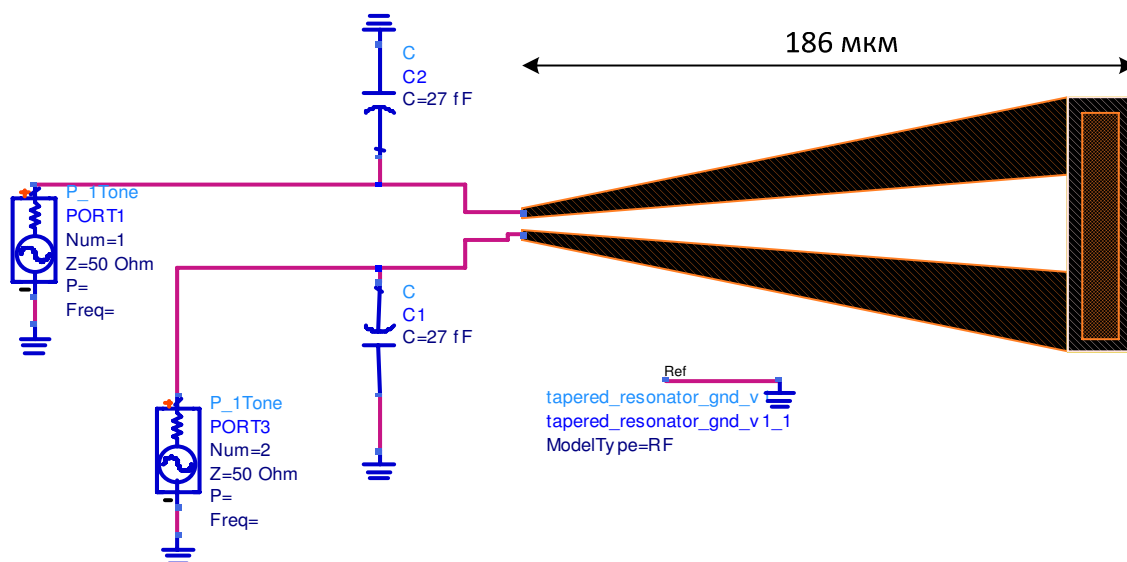 186 мкм
C
C2
C=27 fF
P_1Tone
PORT1
Num=1
Z=50 Ohm
P=
Freq=
C
C1
C=27 fF
P_1Tone
PORT3
Num=2
Z=50 Ohm
P=
Freq=
Ref
tapered_resonator_gnd_v1
tapered_resonator_gnd_v1_1
ModelType=RF